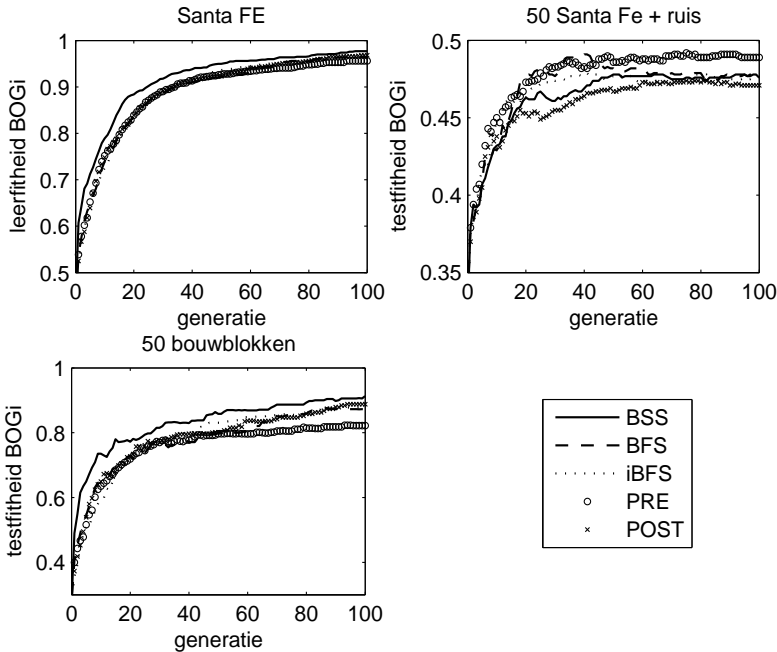 Santa FE
leerfitheid BOGi
1
0.9
0.8
0.7
0.6
0.5
0 20 40 60 80 100
generatie
50 Santa Fe + ruis
testfitheid BOGi
0.5
0.45
0.4
0.35
0 20 40 60 80 100
generatie
50 bouwblokken
testfitheid BOGi
1
0.8
0.6
0.4
0 20 40 60 80 100
generatie
BSS
BFS
iBFS
PRE
POST